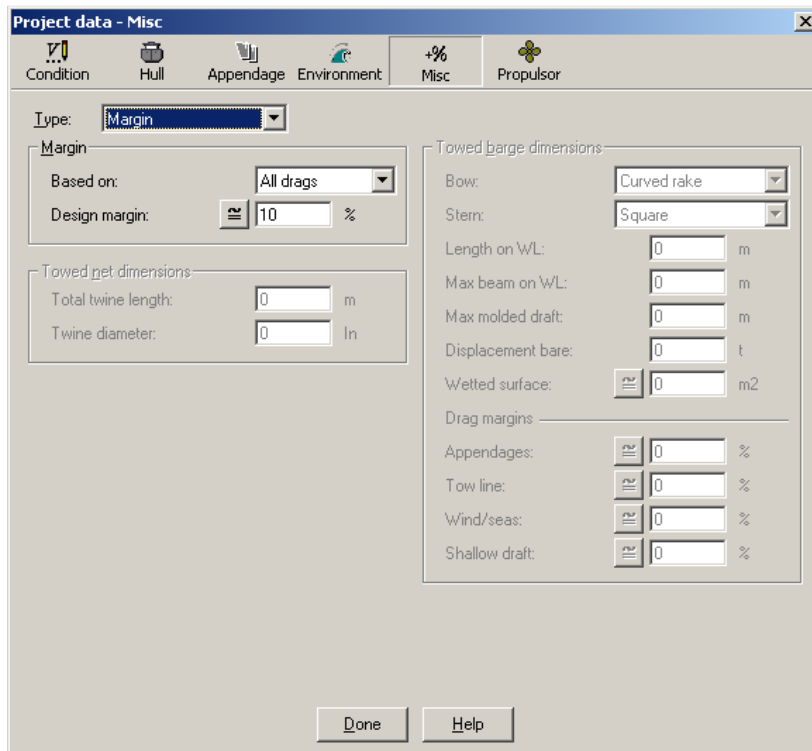 Project data - Misc
Condition Hull Appendage Environment +% Misc Propulsor
Type: Margin
Margin
Based on: All drags
Design margin: ≅ 10 %
Towed net dimensions
Total twine length: 0 m
Twine diameter: 0 In
Towed barge dimensions
Bow: Curved rake
Stern: Square
Length on WL: 0 m
Max beam on WL: 0 m
Max molded draft: 0 m
Displacement bare: 0 t
Wetted surface: ≅ 0 m2
Drag margins
Appendages: ≅ 0 %
Tow line: ≅ 0 %
Wind/seas: ≅ 0 %
Shallow draft: ≅ 0 %
Done Help